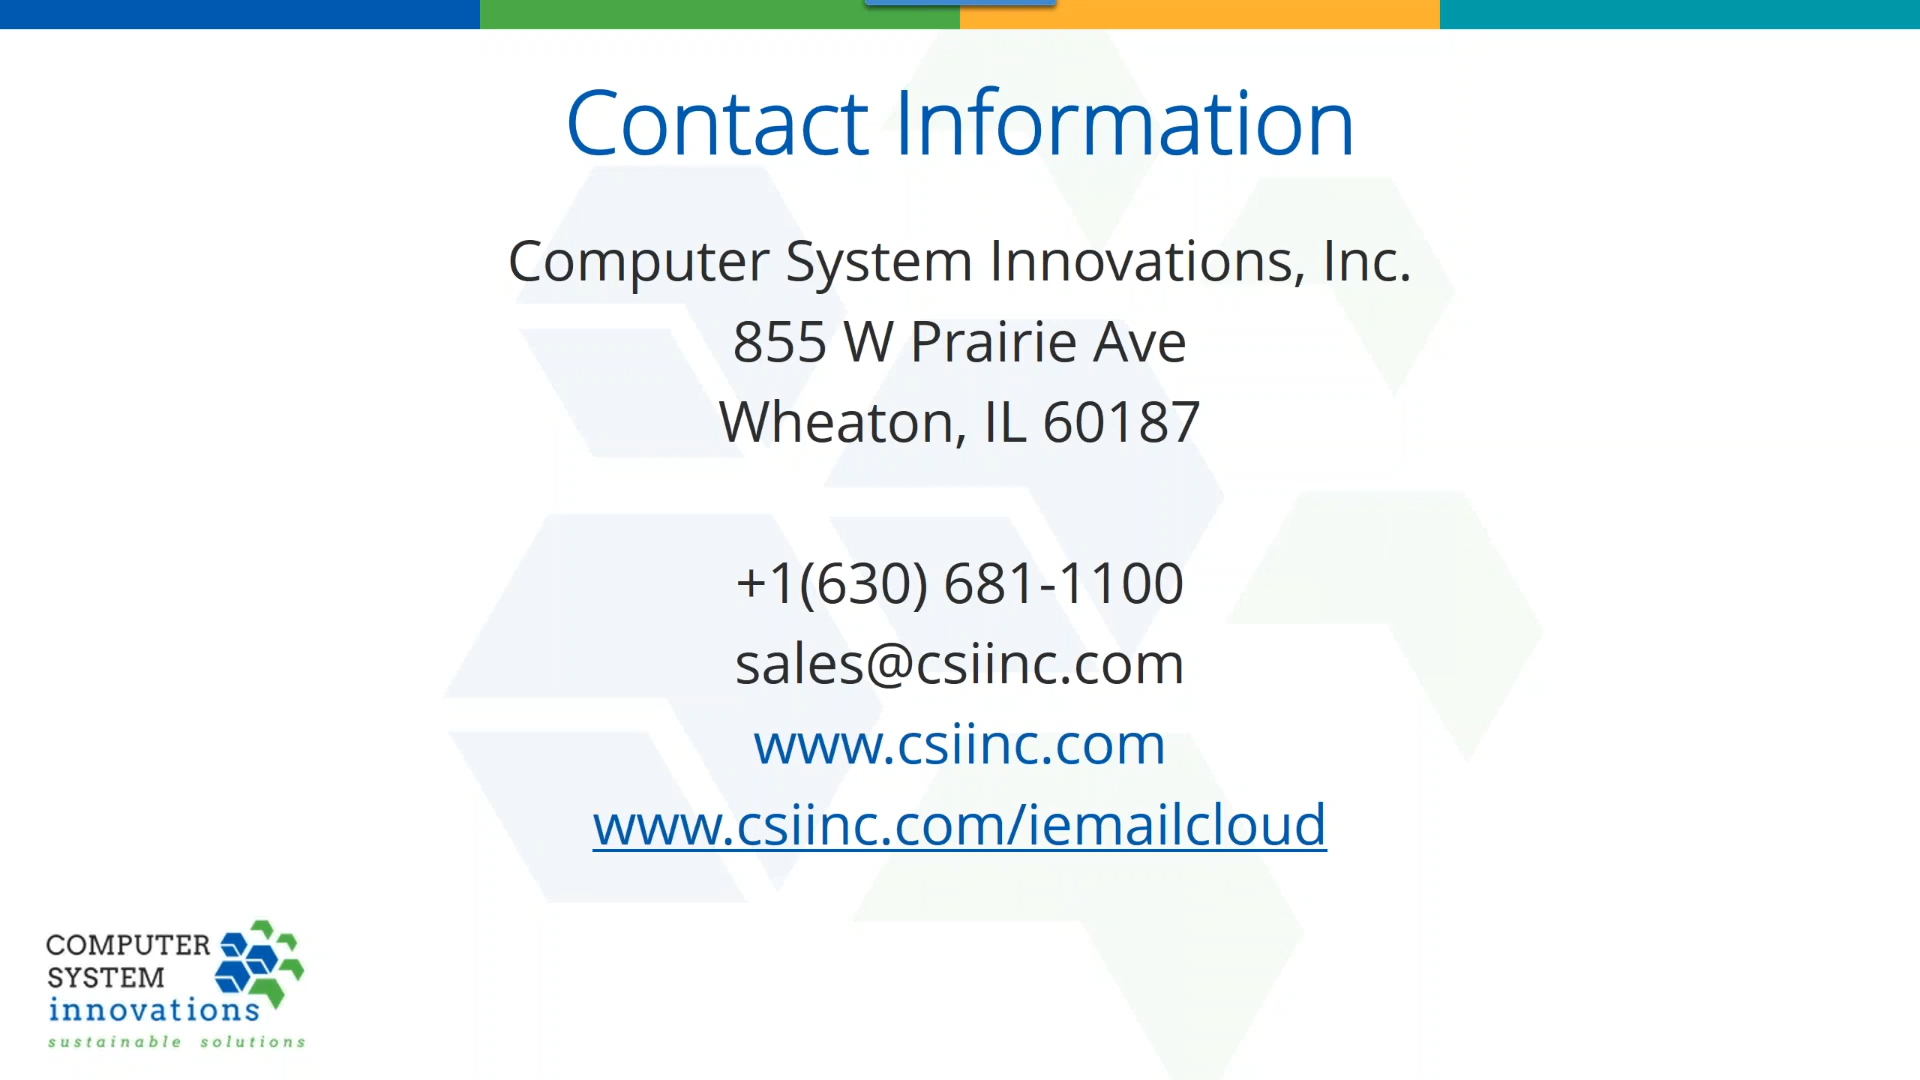 Contact Information
Computer System Innovations, Inc.
855 W Prairie Ave
Wheaton, IL 60187
+1(630) 681-1100
sales@csiinc.com
www.csiinc.com
www.csiinc.com/iemailcloud
COMPUTER
SYSTEM
innovations
sustainable solutions